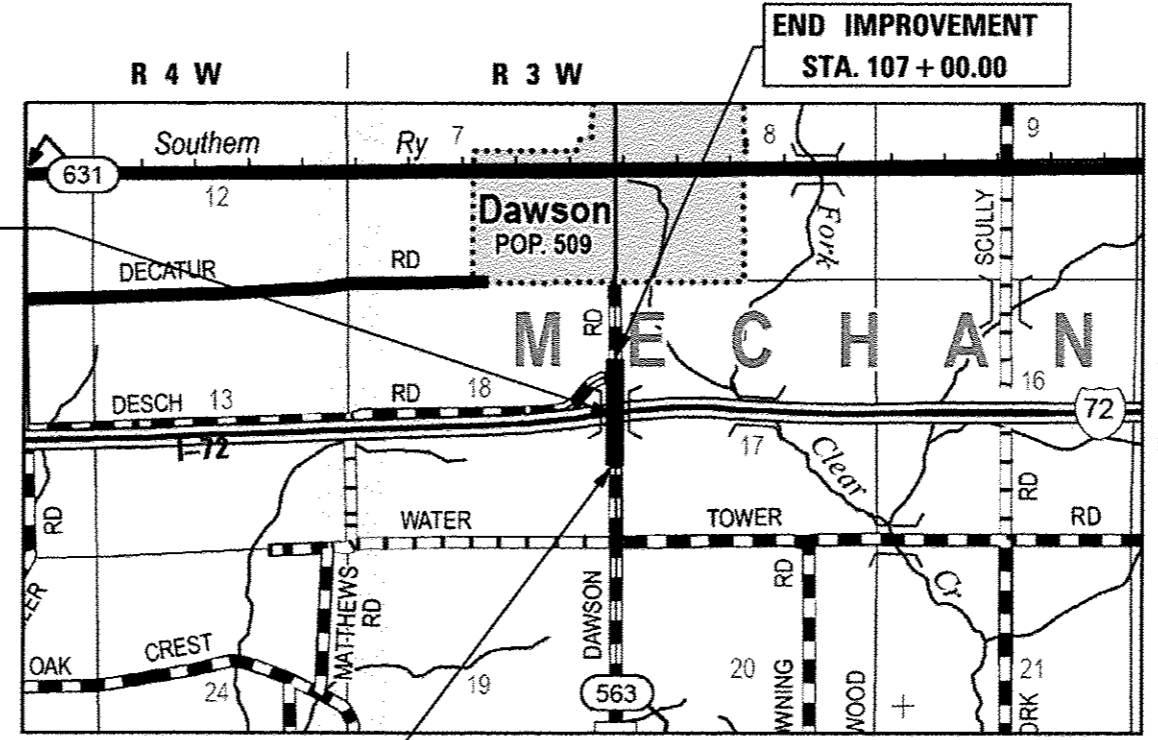 END IMPROVEMENT
STA. 107 + 00.00
R 4 W
R 3 W
Southern Ry
7
8
9
631
12
Dawson
POP. 509
Fork
SCULLY
DECATUR RD
RD
M E C H A N
DESCH
13
RD
18
16
72
I-72
17
Clear
RD
RD
WATER
TOWER
RD
MATTHEWS
RD
DAWSON
RD
Cr
OAK
CREST
24
19
563
20
WNING
WOOD
21
ORK